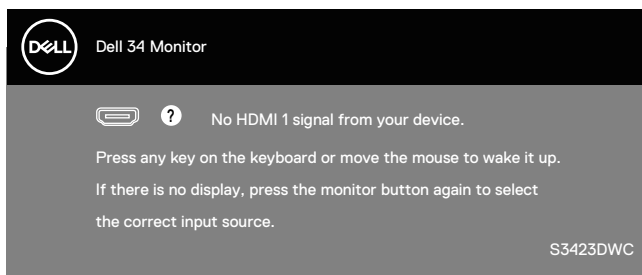 DELL
Dell 34 Monitor
? No HDMI 1 signal from your device.
Press any key on the keyboard or move the mouse to wake it up.
If there is no display, press the monitor button again to select
the correct input source.
S3423DWC